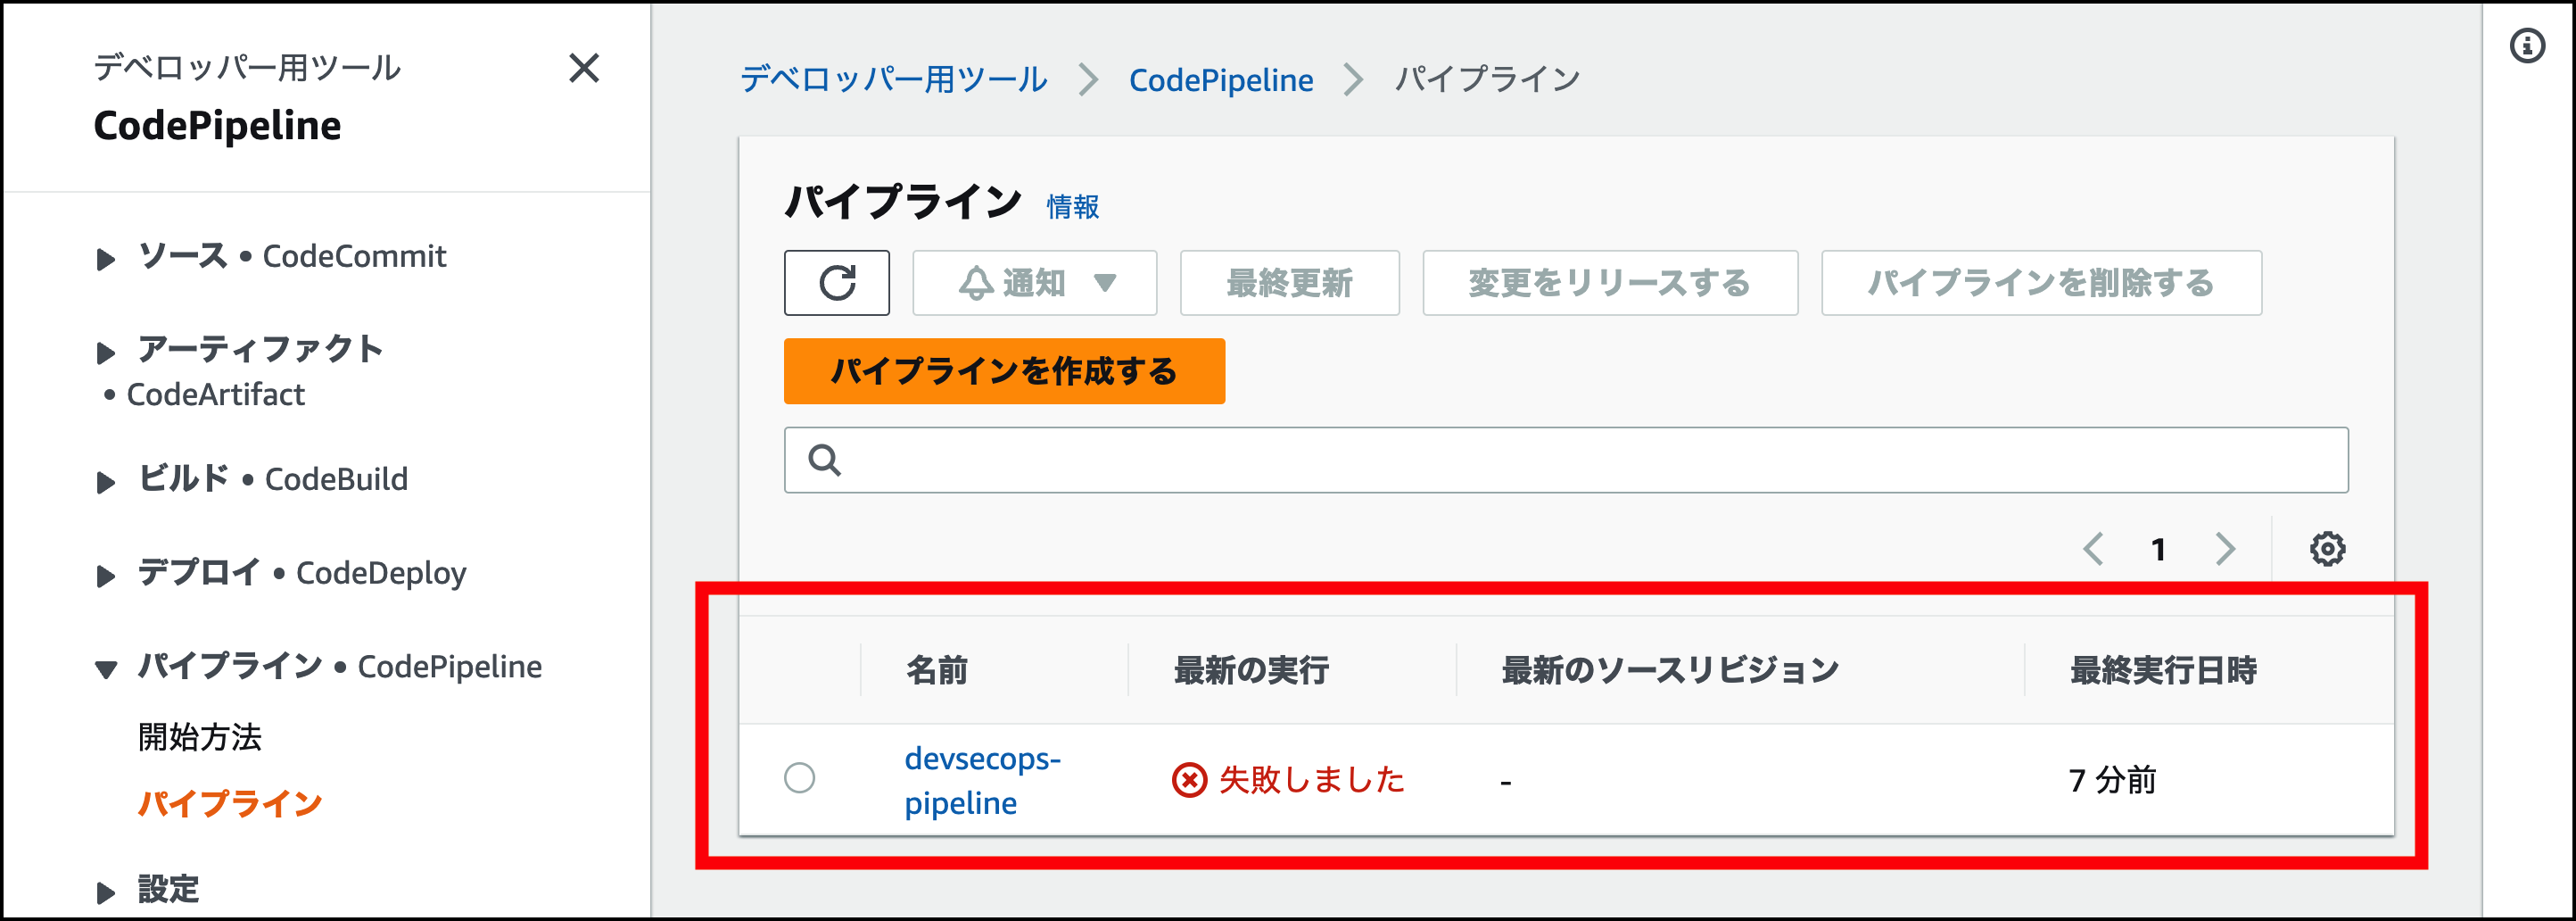 デベロッパー用ツール
CodePipeline
ソース • CodeCommit
アーティファクト
• CodeArtifact
ビルド • CodeBuild
デプロイ • CodeDeploy
パイプライン • CodePipeline
開始方法
パイプライン
設定
デベロッパー用ツール > CodePipeline > パイプライン
パイプライン 情報
通知 最終更新 変更をリリースする パイプラインを削除する
パイプラインを作成する
1
名前 最新の実行 最新のソースリビジョン 最終実行日時
devsecops-
pipeline 失敗しました - 7 分前